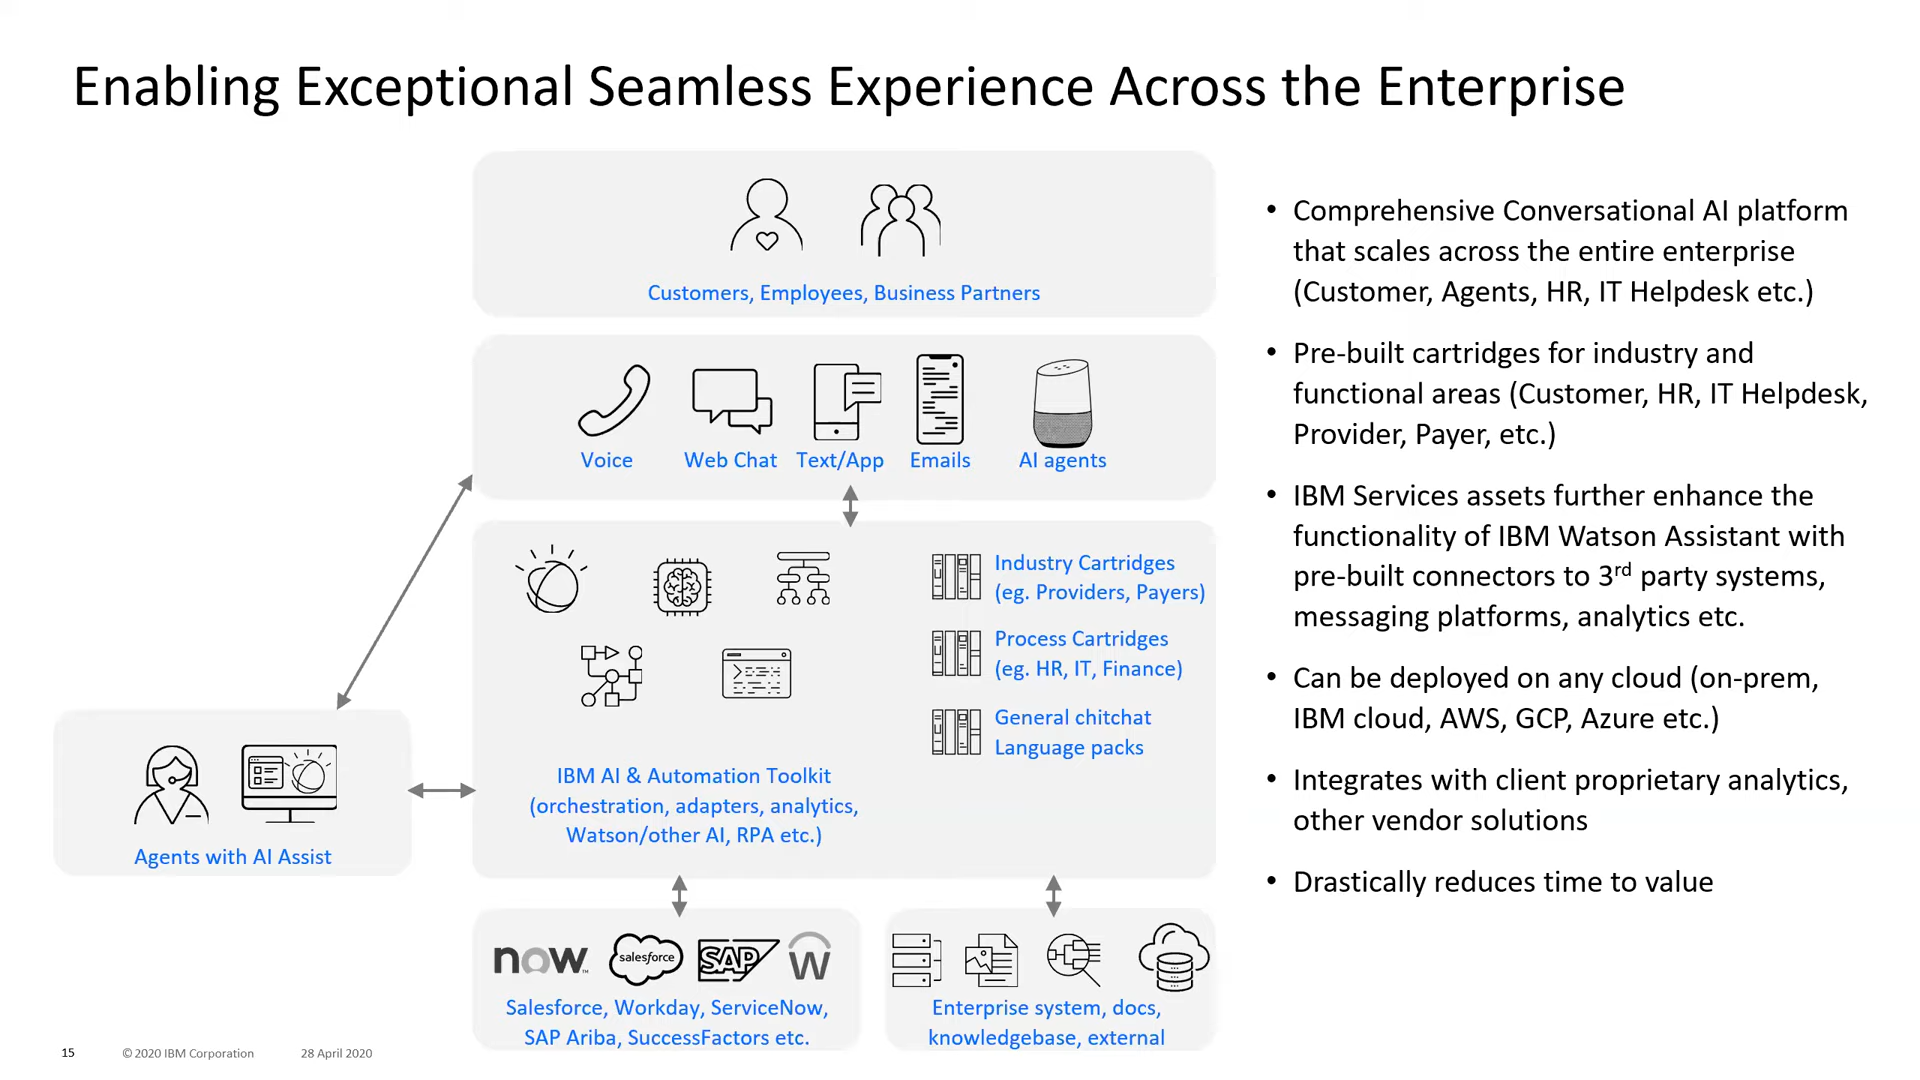 Enabling Exceptional Seamless Experience Across the Enterprise
Customers, Employees, Business Partners
Voice
Web Chat
Text/App
Emails
AI agents
Industry Cartridges
(eg. Providers, Payers)
Process Cartridges
(eg. HR, IT, Finance)
General chitchat
Language packs
IBM AI & Automation Toolkit
(orchestration, adapters, analytics,
Watson/other AI, RPA etc.)
Agents with AI Assist
now
salesforce
SAP
W
Salesforce, Workday, ServiceNow,
SAP Ariba, SuccessFactors etc.
Enterprise system, docs,
knowledgebase, external
• Comprehensive Conversational AI platform
that scales across the entire enterprise
(Customer, Agents, HR, IT Helpdesk etc.)
• Pre-built cartridges for industry and
functional areas (Customer, HR, IT Helpdesk,
Provider, Payer, etc.)
• IBM Services assets further enhance the
functionality of IBM Watson Assistant with
pre-built connectors to 3rd party systems,
messaging platforms, analytics etc.
• Can be deployed on any cloud (on-prem,
IBM cloud, AWS, GCP, Azure etc.)
• Integrates with client proprietary analytics,
other vendor solutions
• Drastically reduces time to value
15
© 2020 IBM Corporation
28 April 2020